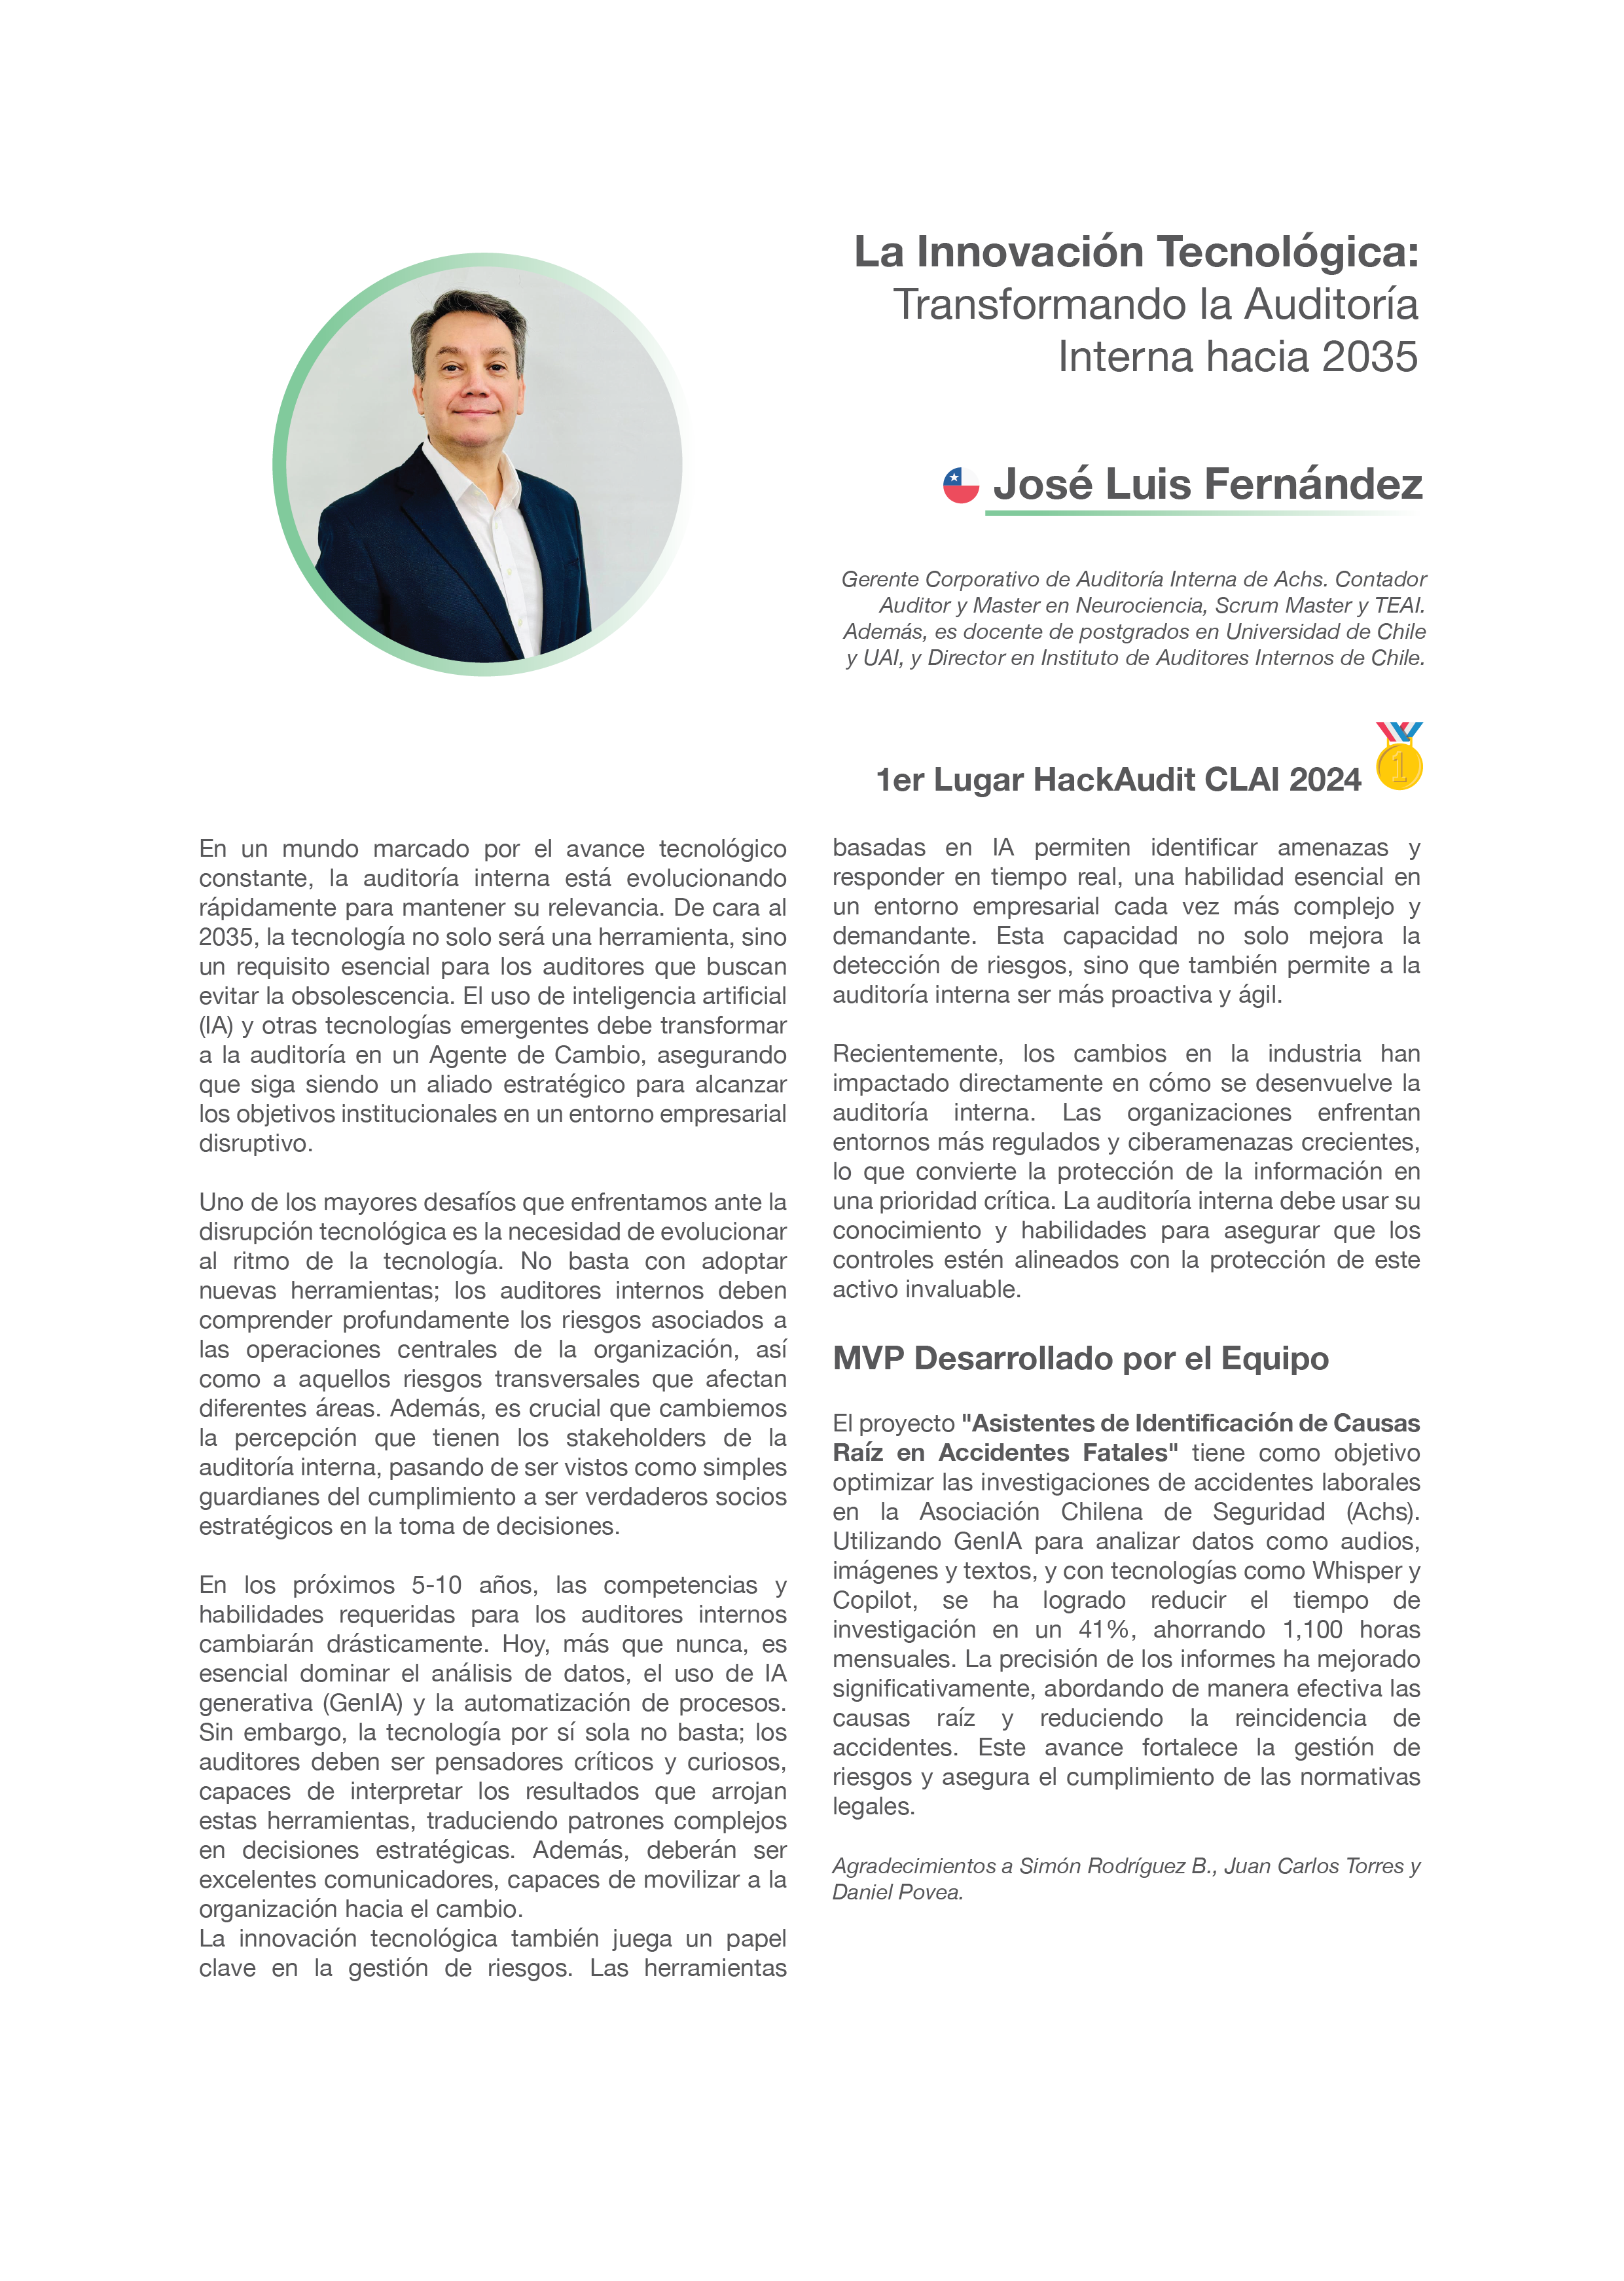 La Innovación Tecnológica:
Transformando la Auditoría
Interna hacia 2035
José Luis Fernández
Gerente Corporativo de Auditoría Interna de Achs. Contador
Auditor y Master en Neurociencia, Scrum Master y TEAI.
Además, es docente de postgrados en Universidad de Chile
y UAI, y Director en Instituto de Auditores Internos de Chile.
1er Lugar HackAudit CLAI 2024
1
En un mundo marcado por el avance tecnológico
constante, la auditoría interna está evolucionando
rápidamente para mantener su relevancia. De cara al
2035, la tecnología no solo será una herramienta, sino
un requisito esencial para los auditores que buscan
evitar la obsolescencia. El uso de inteligencia artificial
(IA) y otras tecnologías emergentes debe transformar
a la auditoría en un Agente de Cambio, asegurando
que siga siendo un aliado estratégico para alcanzar
los objetivos institucionales en un entorno empresarial
disruptivo.
Uno de los mayores desafíos que enfrentamos ante la
disrupción tecnológica es la necesidad de evolucionar
al ritmo de la tecnología. No basta con adoptar
nuevas herramientas; los auditores internos deben
comprender profundamente los riesgos asociados a
las operaciones centrales de la organización, así
como a aquellos riesgos transversales que afectan
diferentes áreas. Además, es crucial que cambiemos
la percepción que tienen los stakeholders de la
auditoría interna, pasando de ser vistos como simples
guardianes del cumplimiento a ser verdaderos socios
estratégicos en la toma de decisiones.
En los próximos 5-10 años, las competencias y
habilidades requeridas para los auditores internos
cambiarán drásticamente. Hoy, más que nunca, es
esencial dominar el análisis de datos, el uso de IA
generativa (GenIA) y la automatización de procesos.
Sin embargo, la tecnología por sí sola no basta; los
auditores deben ser pensadores críticos y curiosos,
capaces de interpretar los resultados que arrojan
estas herramientas, traduciendo patrones complejos
en decisiones estratégicas. Además, deberán ser
excelentes comunicadores, capaces de movilizar a la
organización hacia el cambio.
La innovación tecnológica también juega un papel
clave en la gestión de riesgos. Las herramientas
basadas en IA permiten identificar amenazas y
responder en tiempo real, una habilidad esencial en
un entorno empresarial cada vez más complejo y
demandante. Esta capacidad no solo mejora la
detección de riesgos, sino que también permite a la
auditoría interna ser más proactiva y ágil.
Recientemente, los cambios en la industria han
impactado directamente en cómo se desenvuelve la
auditoría interna. Las organizaciones enfrentan
entornos más regulados y ciberamenazas crecientes,
lo que convierte la protección de la información en
una prioridad crítica. La auditoría interna debe usar su
conocimiento y habilidades para asegurar que los
controles estén alineados con la protección de este
activo invaluable.
MVP Desarrollado por el Equipo
El proyecto "Asistentes de Identificación de Causas
Raíz en Accidentes Fatales" tiene como objetivo
optimizar las investigaciones de accidentes laborales
en la Asociación Chilena de Seguridad (Achs).
Utilizando GenIA para analizar datos como audios,
imágenes y textos, y con tecnologías como Whisper y
Copilot, se ha logrado reducir el tiempo de
investigación en un 41%, ahorrando 1,100 horas
mensuales. La precisión de los informes ha mejorado
significativamente, abordando de manera efectiva las
causas raíz y reduciendo la reincidencia de
accidentes. Este avance fortalece la gestión de
riesgos y asegura el cumplimiento de las normativas
legales.
Agradecimientos a Simón Rodríguez B., Juan Carlos Torres y
Daniel Povea.